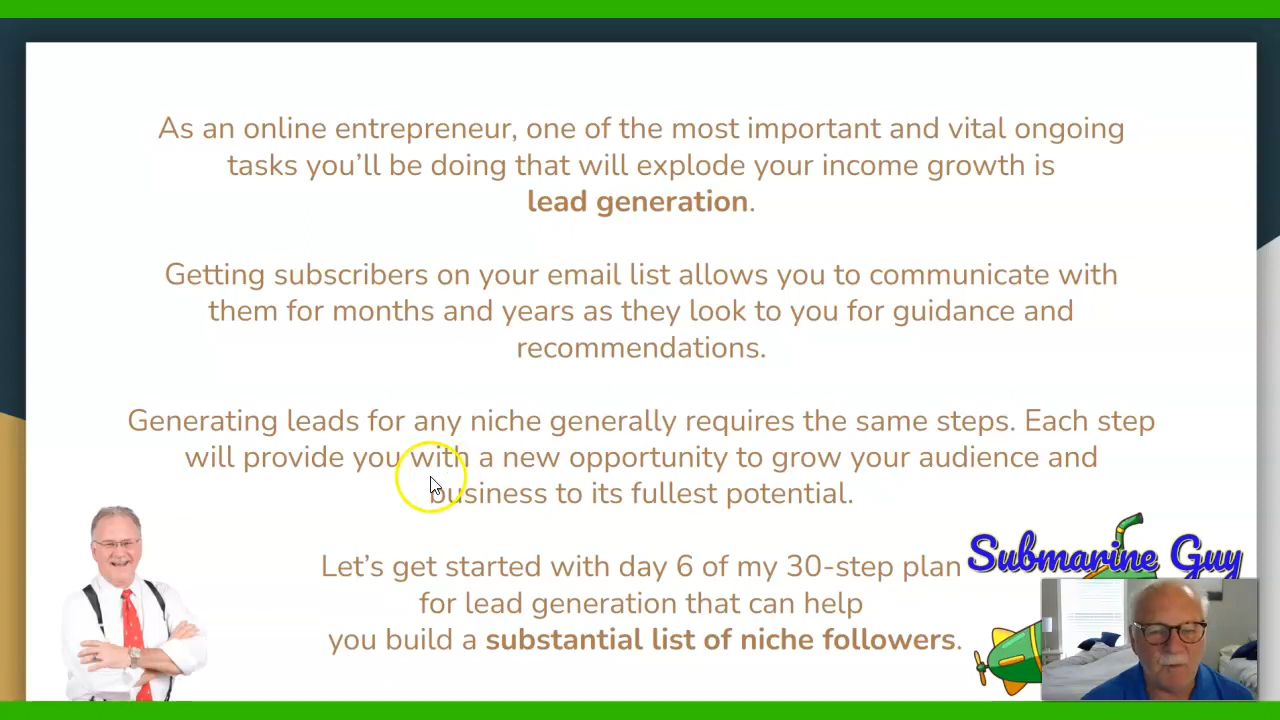 As an online entrepreneur, one of the most important and vital ongoing
tasks you’ll be doing that will explode your income growth is
lead generation.
Getting subscribers on your email list allows you to communicate with
them for months and years as they look to you for guidance and
recommendations.
Generating leads for any niche generally requires the same steps. Each step
will provide you with a new opportunity to grow your audience and
business to its fullest potential.
Let’s get started with day 6 of my 30-step plan
for lead generation that can help
you build a substantial list of niche followers.
Submarine Guy